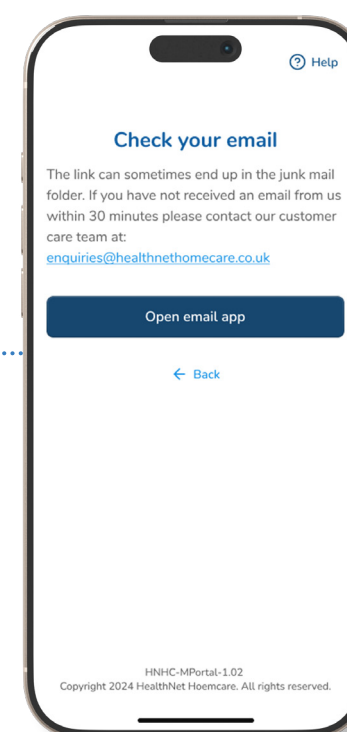 Help
Check your email
The link can sometimes end up in the junk mail
folder. If you have not received an email from us
within 30 minutes please contact our customer
care team at:
enquiries@healthnethomecare.co.uk
Open email app
← Back
HNHC-MPortal-1.02
Copyright 2024 HealthNet Hoemcare. All rights reserved.